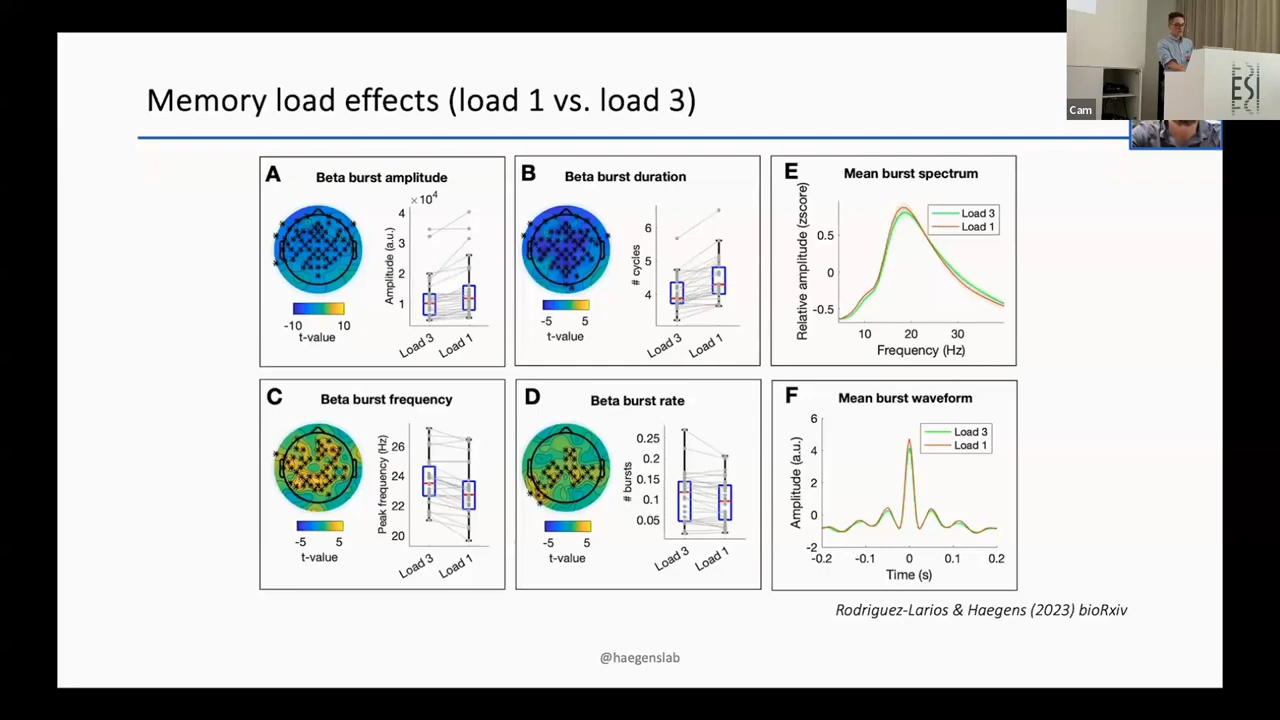 Memory load effects (load 1 vs. load 3)
Cam
ESI
A
Beta burst amplitude
×10⁴
4
3
2
1
Amplitude (a.u.)
-10 10
t-value
Load 3 Load 1
B
Beta burst duration
6
5
4
# cycles
-5 5
t-value
Load 3 Load 1
E
Mean burst spectrum
Relative amplitude (zscore)
0.5
0
-0.5
Load 3
Load 1
10 20 30
Frequency (Hz)
C
Beta burst frequency
Peak frequency (Hz)
26
24
22
20
-5 5
t-value
Load 3 Load 1
D
Beta burst rate
# bursts
0.25
0.2
0.15
0.1
0.05
-5 5
t-value
Load 3 Load 1
F
Mean burst waveform
Amplitude (a.u.)
6
4
2
0
-2
Load 3
Load 1
-0.2 -0.1 0 0.1 0.2
Time (s)
Rodriguez-Larios & Haegens (2023) bioRxiv
@haegenslab